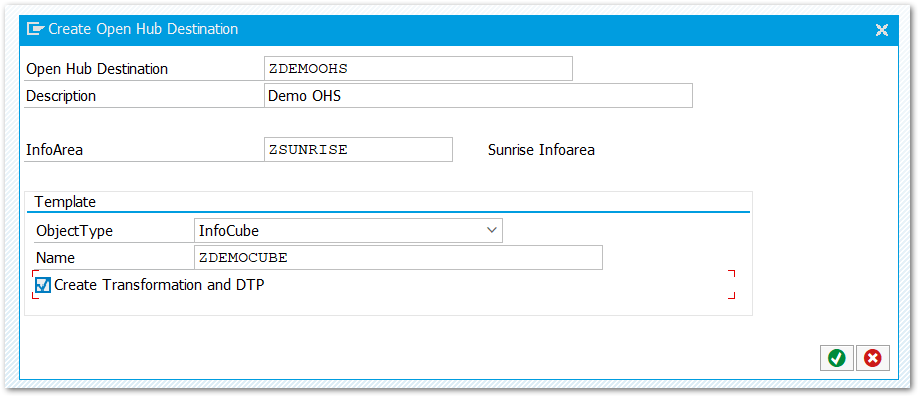 Create Open Hub Destination
Open Hub Destination ZDEMOOHS
Description Demo OHS
InfoArea ZSUNRISE Sunrise Infoarea
Template
ObjectType InfoCube
Name ZDEMOCUBE
Create Transformation and DTP